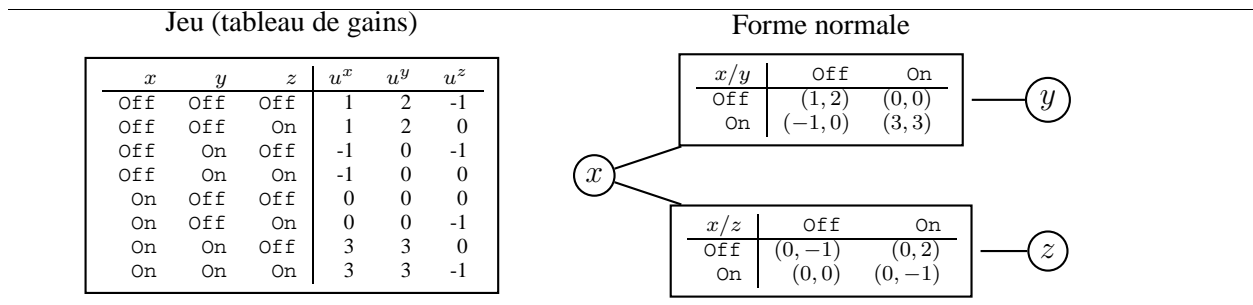 Jeu (tableau de gains)
x y z u^x u^y u^z
Off Off Off 1 2 -1
Off Off On 1 2 0
Off On Off -1 0 -1
Off On On -1 0 0
On Off Off 0 0 0
On Off On 0 0 -1
On On Off 3 3 0
On On On 3 3 -1
Forme normale
x/y Off On
Off (1, 2) (0, 0)
On (−1, 0) (3, 3)
y
x
x/z Off On
Off (0, −1) (0, 2)
On (0, 0) (0, −1)
z